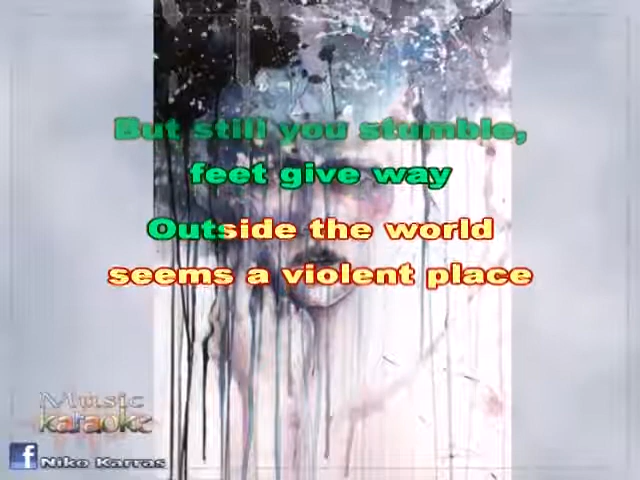 But still you stumble,
feet give way
Outside the world
seems a violent place
Music
karaoke
f Niko Karras